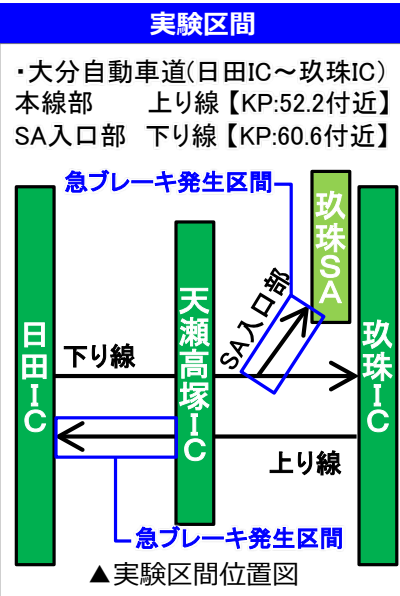 実験区間
・大分自動車道(日田IC～玖珠IC)
本線部　　上り線【KP:52.2付近】
SA入口部　下り線【KP:60.6付近】
急ブレーキ発生区間
玖珠SA
SA入口部
日田IC
下り線
天瀬高塚IC
玖珠IC
上り線
急ブレーキ発生区間
▲実験区間位置図